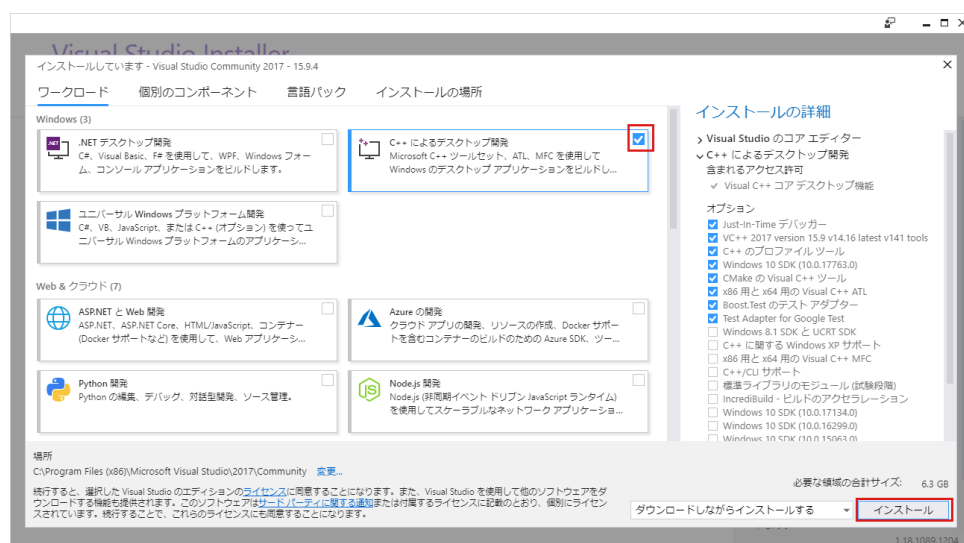 Visual Studio Installer
インストールしています - Visual Studio Community 2017 - 15.9.4
ワークロード 個別のコンポーネント 言語パック インストールの場所
Windows (3)
.NET デスクトップ開発
C#、Visual Basic、F# を使用して、WPF、Windows フォー
ム、コンソール アプリケーションをビルドします。
C++ によるデスクトップ開発
Microsoft C++ ツールセット、ATL、MFC を使用して
Windows のデスクトップ アプリケーションをビルドし...
ユニバーサル Windows プラットフォーム開発
C#、VB、JavaScript、または C++ (オプション) を使ってユ
ニバーサル Windows プラットフォームのアプリケーシ...
Web & クラウド (7)
ASP.NET と Web 開発
ASP.NET、ASP.NET Core、HTML/JavaScript、コンテナー
(Docker サポートなど) を使用して、Web アプリケーシ...
Azure の開発
クラウド アプリの開発、リソースの作成、Docker サポー
トを含むコンテナーのビルドのための Azure SDK、ツー...
Python 開発
Python の編集、デバッグ、対話型開発、ソース管理。
Node.js 開発
Node.js (非同期イベント ドリブン JavaScript ランタイム)
を使用してスケーラブルなネットワーク アプリケーショ...
インストールの詳細
Visual Studio のコア エディター
C++ によるデスクトップ開発
含まれるアクセス許可
Visual C++ コア デスクトップ機能
オプション
Just-In-Time デバッガー
VC++ 2017 version 15.9 v14.16 latest v141 tools
C++ のプロファイル ツール
Windows 10 SDK (10.0.17763.0)
CMake の Visual C++ ツール
x86 用と x64 用の Visual C++ ATL
Boost.Test のテスト アダプター
Test Adapter for Google Test
Windows 8.1 SDK と UCRT SDK
C++ に関する Windows XP サポート
x86 用と x64 用の Visual C++ MFC
C++/CLI サポート
標準ライブラリのモジュール (試験段階)
IncrediBuild - ビルドのアクセラレーション
Windows 10 SDK (10.0.17134.0)
Windows 10 SDK (10.0.16299.0)
Windows 10 SDK (10.0.15063.0)
場所
C:\Program Files (x86)\Microsoft Visual Studio\2017\Community 変更...
続行すると、選択した Visual Studio のエディションのライセンスに同意することになります。また、Visual Studio を使用して他のソフトウェアをダ
ウンロードする機能も提供されます。このソフトウェアはサード パーティに関する通知または付属するライセンスに記載のとおり、個別にライセン
スされています。続行することで、これらのライセンスにも同意することになります。
必要な領域の合計サイズ: 6.3 GB
ダウンロードしながらインストールする インストール
1.18.1089.1204